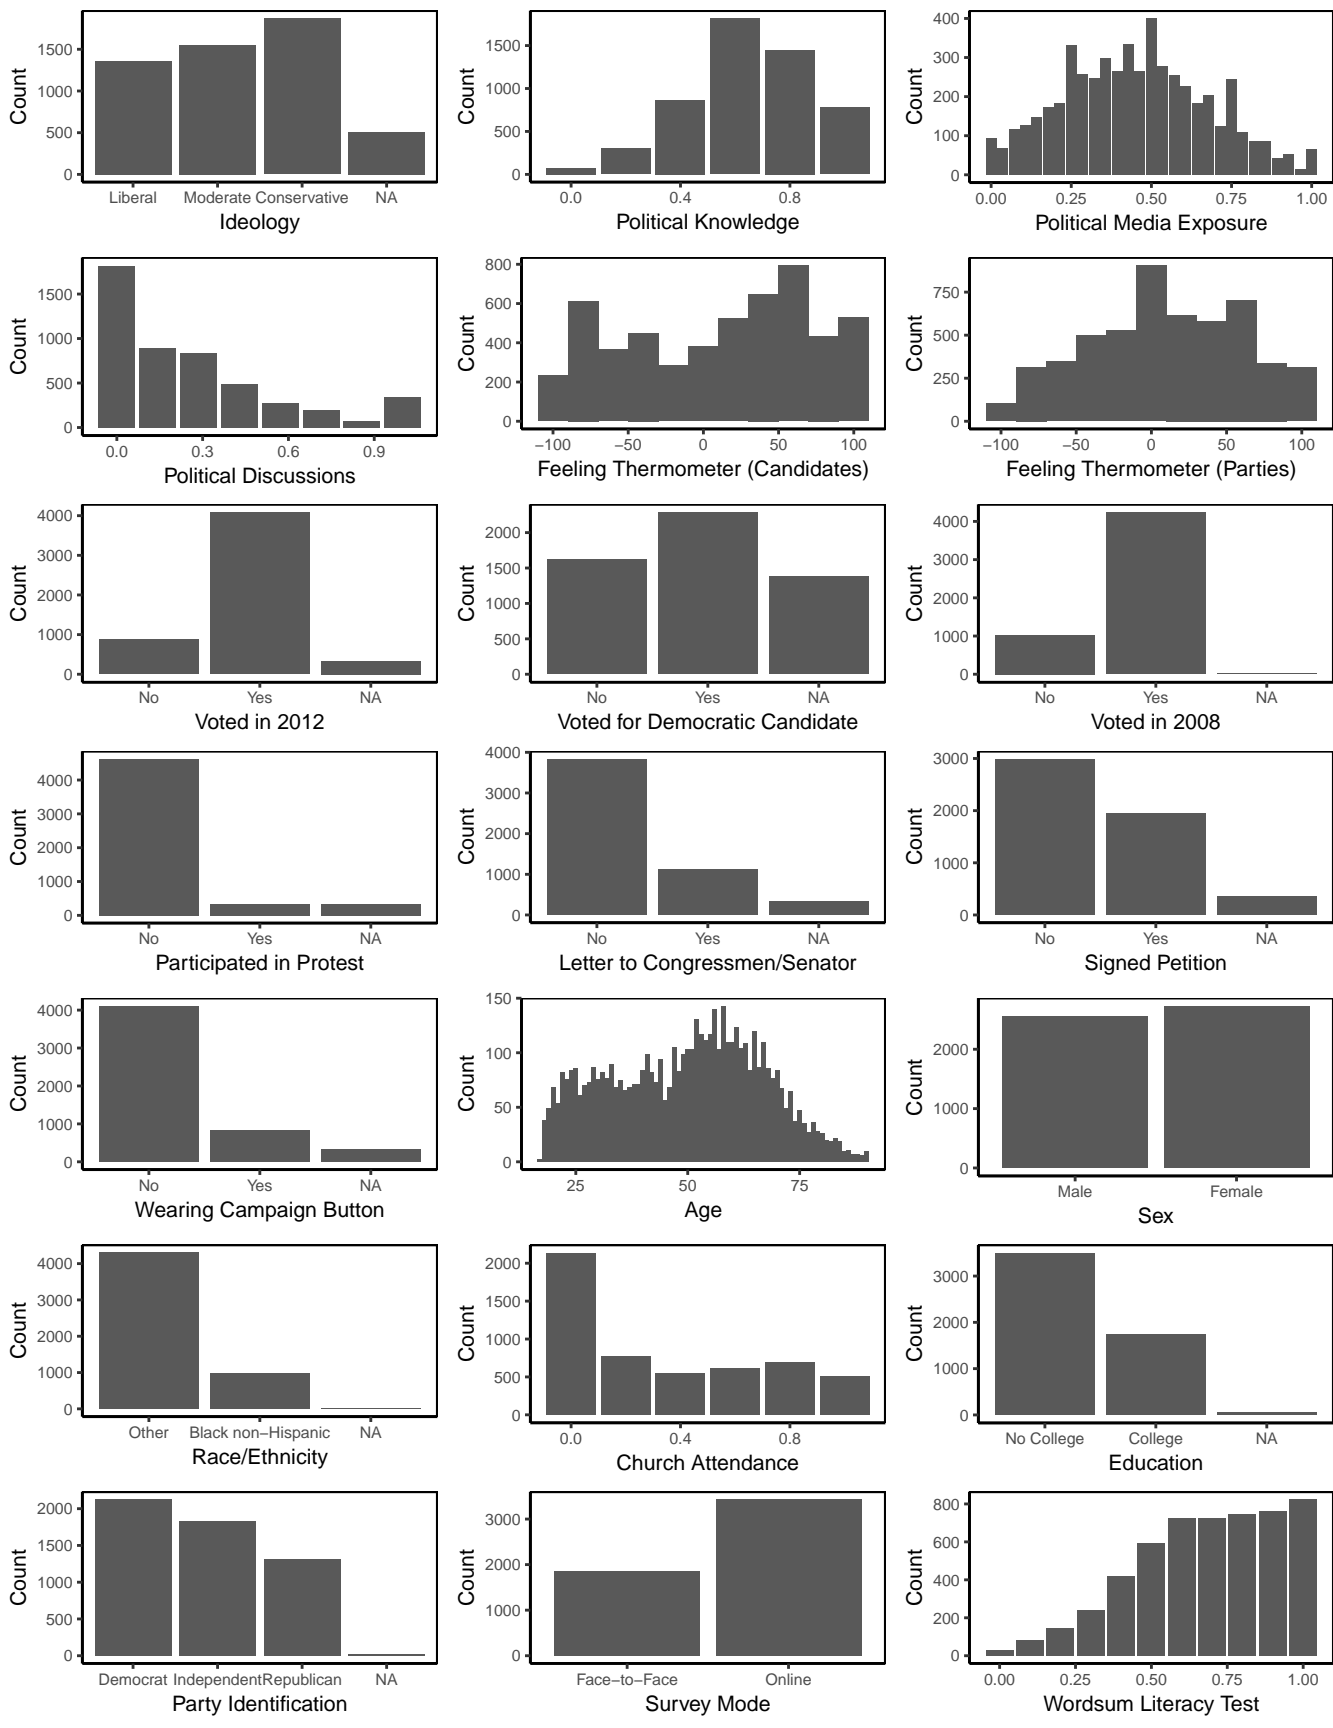 Count
1500
1000
500
0
Liberal Moderate Conservative NA
Ideology
Count
1500
1000
500
0
0.0 0.4 0.8
Political Knowledge
Count
400
300
200
100
0
0.00 0.25 0.50 0.75 1.00
Political Media Exposure
Count
1500
1000
500
0
0.0 0.3 0.6 0.9
Political Discussions
Count
800
600
400
200
0
−100 −50 0 50 100
Feeling Thermometer (Candidates)
Count
750
500
250
0
−100 −50 0 50 100
Feeling Thermometer (Parties)
Count
4000
3000
2000
1000
0
No Yes NA
Voted in 2012
Count
2000
1500
1000
500
0
No Yes NA
Voted for Democratic Candidate
Count
4000
3000
2000
1000
0
No Yes NA
Voted in 2008
Count
4000
3000
2000
1000
0
No Yes NA
Participated in Protest
Count
4000
3000
2000
1000
0
No Yes NA
Letter to Congressmen/Senator
Count
3000
2000
1000
0
No Yes NA
Signed Petition
Count
4000
3000
2000
1000
0
No Yes NA
Wearing Campaign Button
Count
150
100
50
0
25 50 75
Age
Count
2000
1000
0
Male Female
Sex
Count
4000
3000
2000
1000
0
Other Black non−Hispanic NA
Race/Ethnicity
Count
2000
1500
1000
500
0
0.0 0.4 0.8
Church Attendance
Count
3000
2000
1000
0
No College College NA
Education
Count
2000
1500
1000
500
0
Democrat Independent Republican NA
Party Identification
Count
3000
2000
1000
0
Face−to−Face Online
Survey Mode
Count
800
600
400
200
0
0.00 0.25 0.50 0.75 1.00
Wordsum Literacy Test